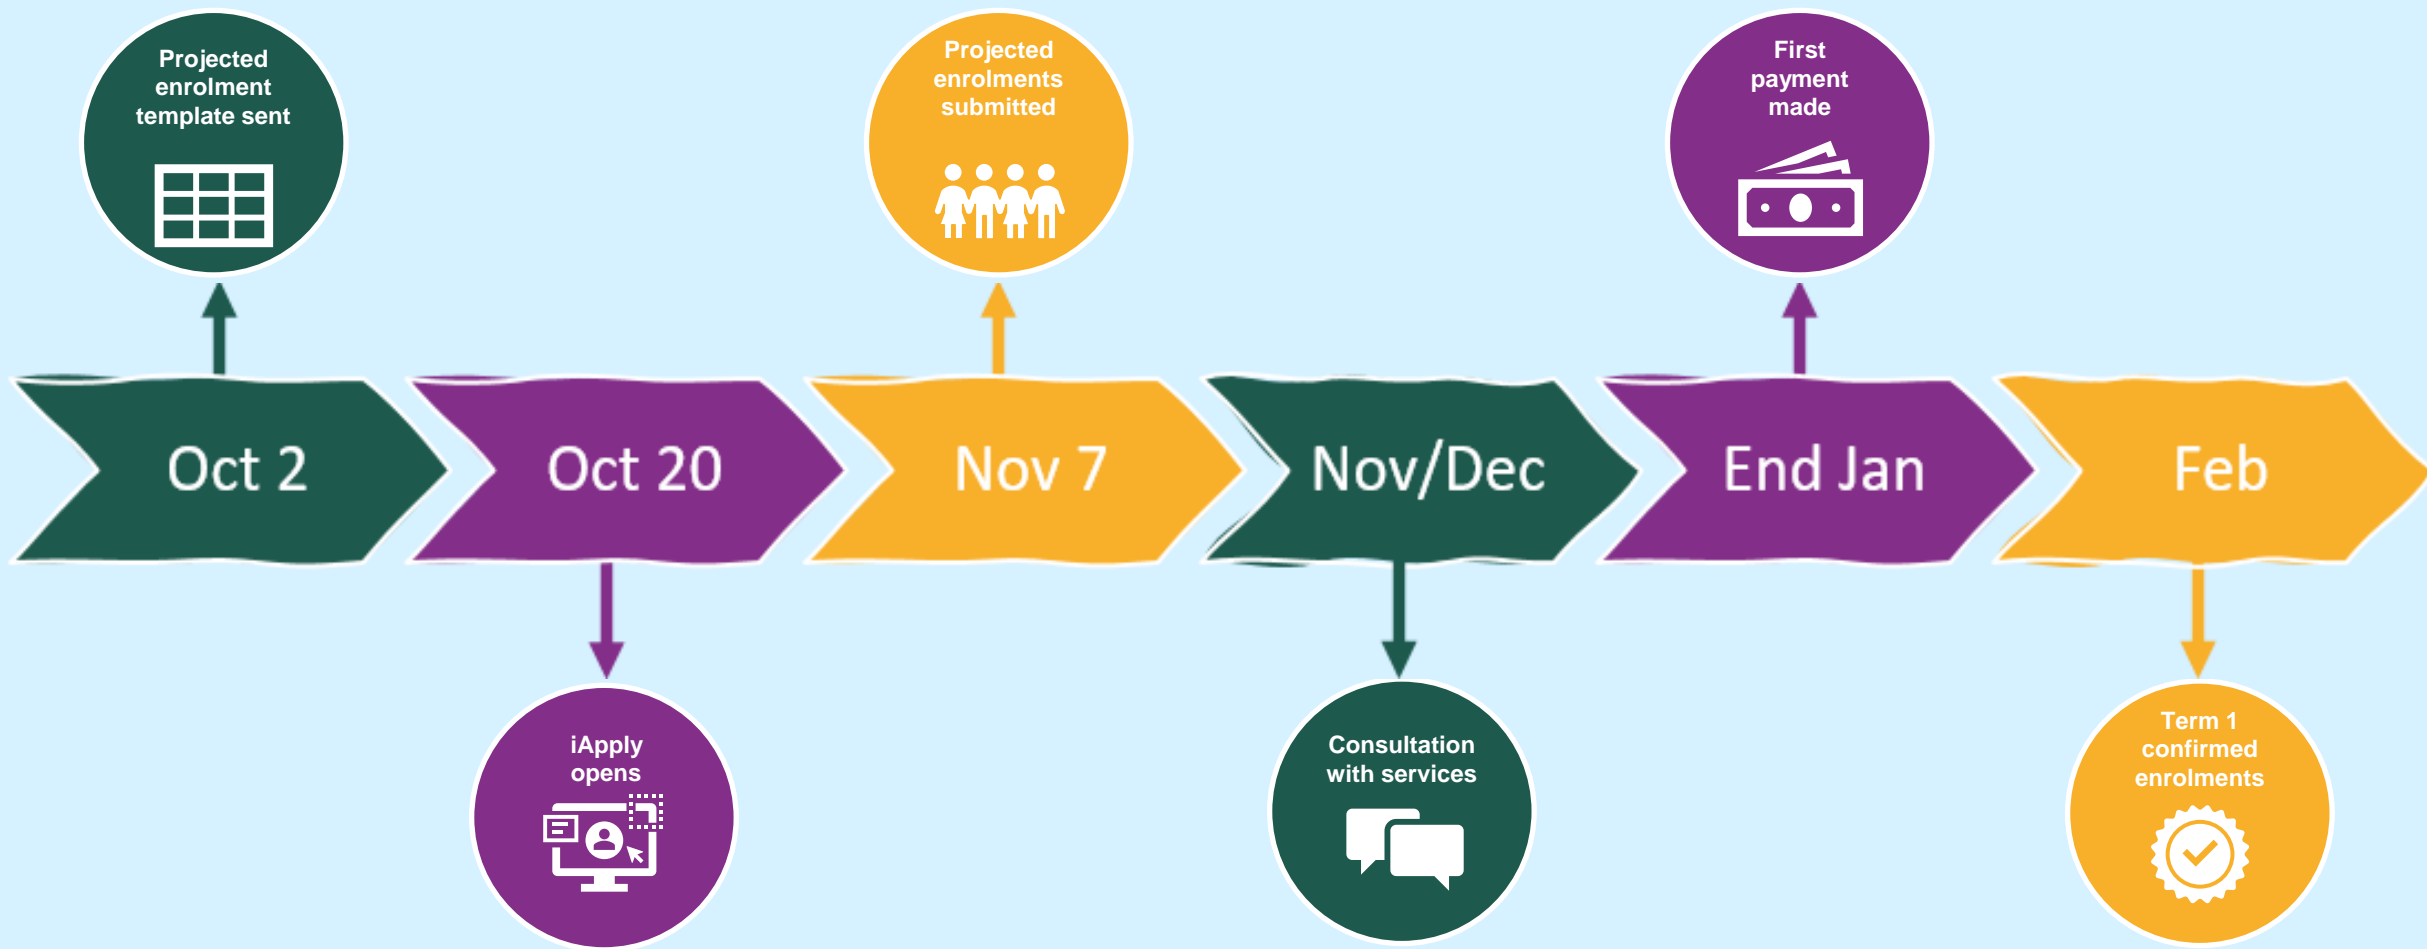 Projected
enrolment
template sent
Projected
enrolments
submitted
First
payment
made
Oct 2
Oct 20
Nov 7
Nov/Dec
End Jan
Feb
iApply
opens
Consultation
with services
Term 1
confirmed
enrolments